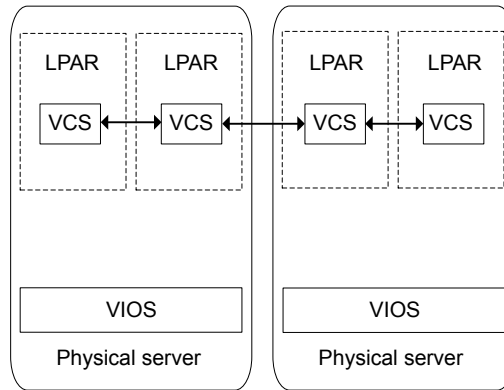 LPAR LPAR LPAR LPAR
VCS VCS VCS VCS
VIOS VIOS
Physical server Physical server